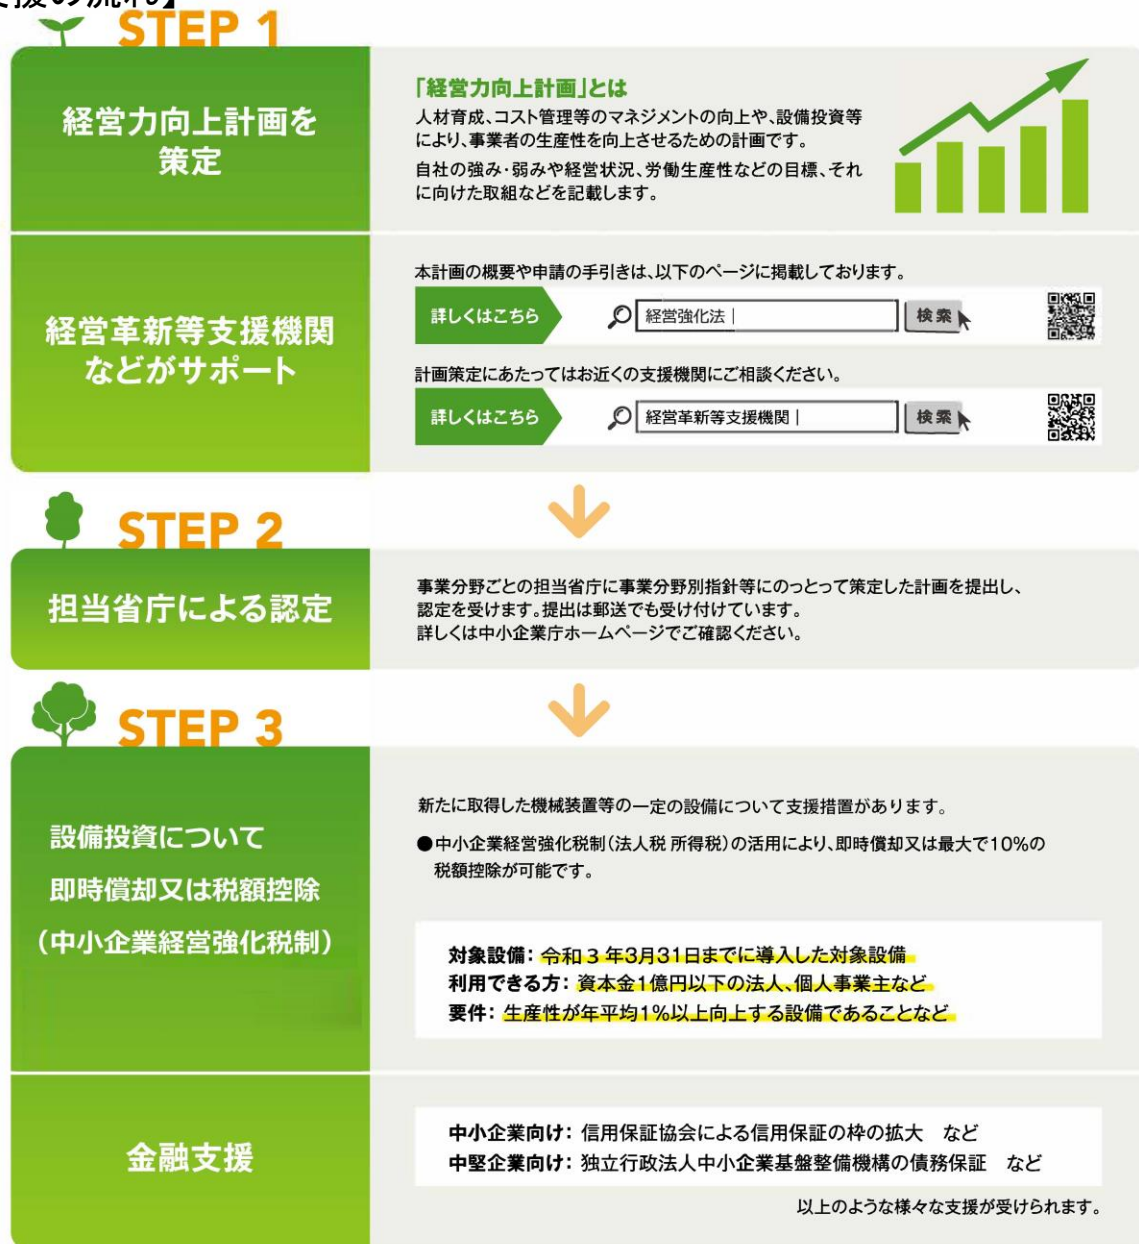 援の流れ】
STEP 1
経営力向上計画を
策定
「経営力向上計画」とは
人材育成、コスト管理等のマネジメントの向上や、設備投資等
により、事業者の生産性を向上させるための計画です。
自社の強み・弱みや経営状況、労働生産性などの目標、それ
に向けた取組などを記載します。
経営革新等支援機関
などがサポート
本計画の概要や申請の手引きは、以下のページに掲載しております。
詳しくはこちら 経営強化法| 検索
計画策定にあたってはお近くの支援機関にご相談ください。
詳しくはこちら 経営革新等支援機関| 検索
STEP 2
担当省庁による認定
事業分野ごとの担当省庁に事業分野別指針等にのっとって策定した計画を提出し、
認定を受けます。提出は郵送でも受け付けています。
詳しくは中小企業庁ホームページでご確認ください。
STEP 3
設備投資について
即時償却又は税額控除
(中小企業経営強化税制)
新たに取得した機械装置等の一定の設備について支援措置があります。
●中小企業経営強化税制(法人税 所得税)の活用により、即時償却又は最大で10%の
税額控除が可能です。
対象設備: 令和3年3月31日までに導入した対象設備
利用できる方: 資本金1億円以下の法人、個人事業主など
要件: 生産性が年平均1%以上向上する設備であることなど
金融支援
中小企業向け: 信用保証協会による信用保証の枠の拡大 など
中堅企業向け: 独立行政法人中小企業基盤整備機構の債務保証 など
以上のような様々な支援が受けられます。